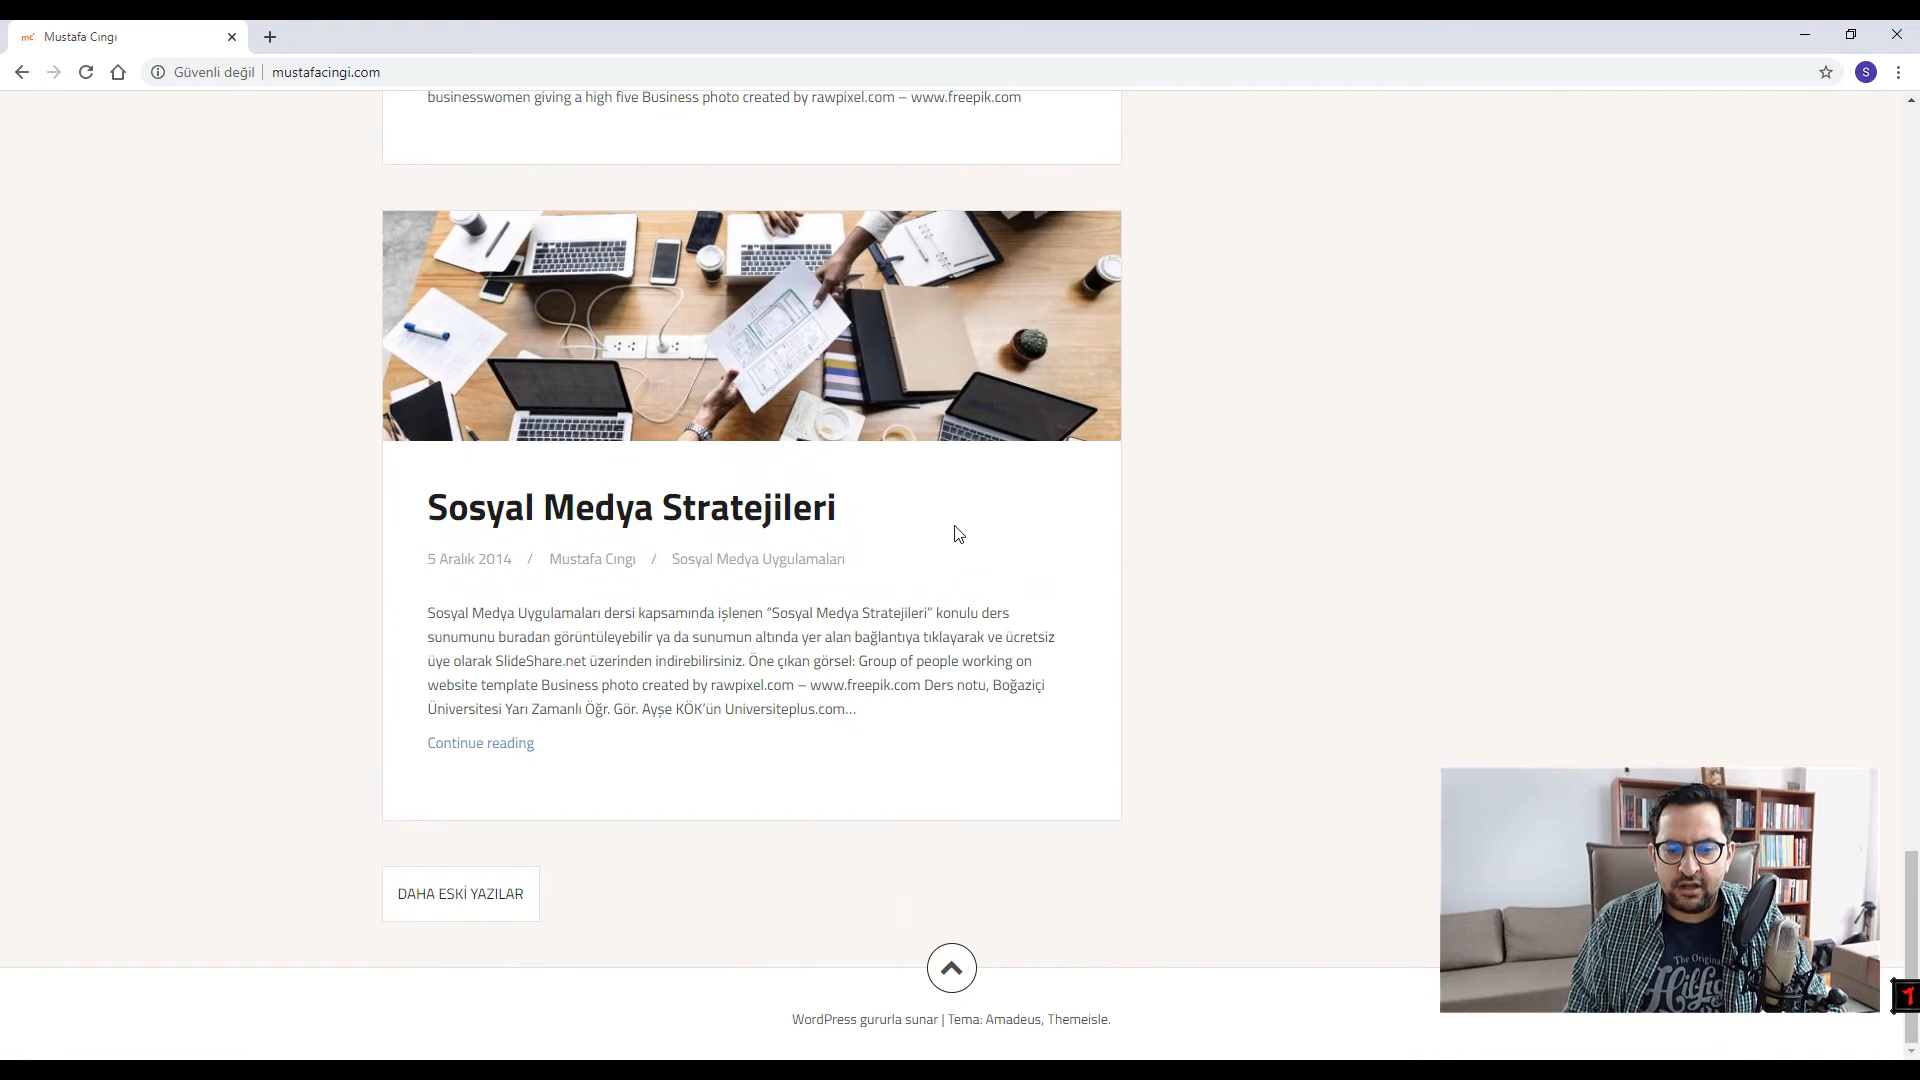 Mustafa Cıngı
Güvenli değil
mustafacingi.com
S
businesswomen giving a high five Business photo created by rawpixel.com – www.freepik.com
Sosyal Medya Stratejileri
5 Aralık 2014 / Mustafa Cıngı / Sosyal Medya Uygulamaları
Sosyal Medya Uygulamaları dersi kapsamında işlenen “Sosyal Medya Stratejileri” konulu ders
sunumunu buradan görüntüleyebilir ya da sunumun altında yer alan bağlantıya tıklayarak ve ücretsiz
üye olarak SlideShare.net üzerinden indirebilirsiniz. Öne çıkan görsel: Group of people working on
website template Business photo created by rawpixel.com – www.freepik.com Ders notu, Boğaziçi
Üniversitesi Yarı Zamanlı Öğr. Gör. Ayşe KÖK’ün Universiteplus.com…
Continue reading
DAHA ESKİ YAZILAR
WordPress gururla sunar | Tema: Amadeus, Themeisle.
The Original